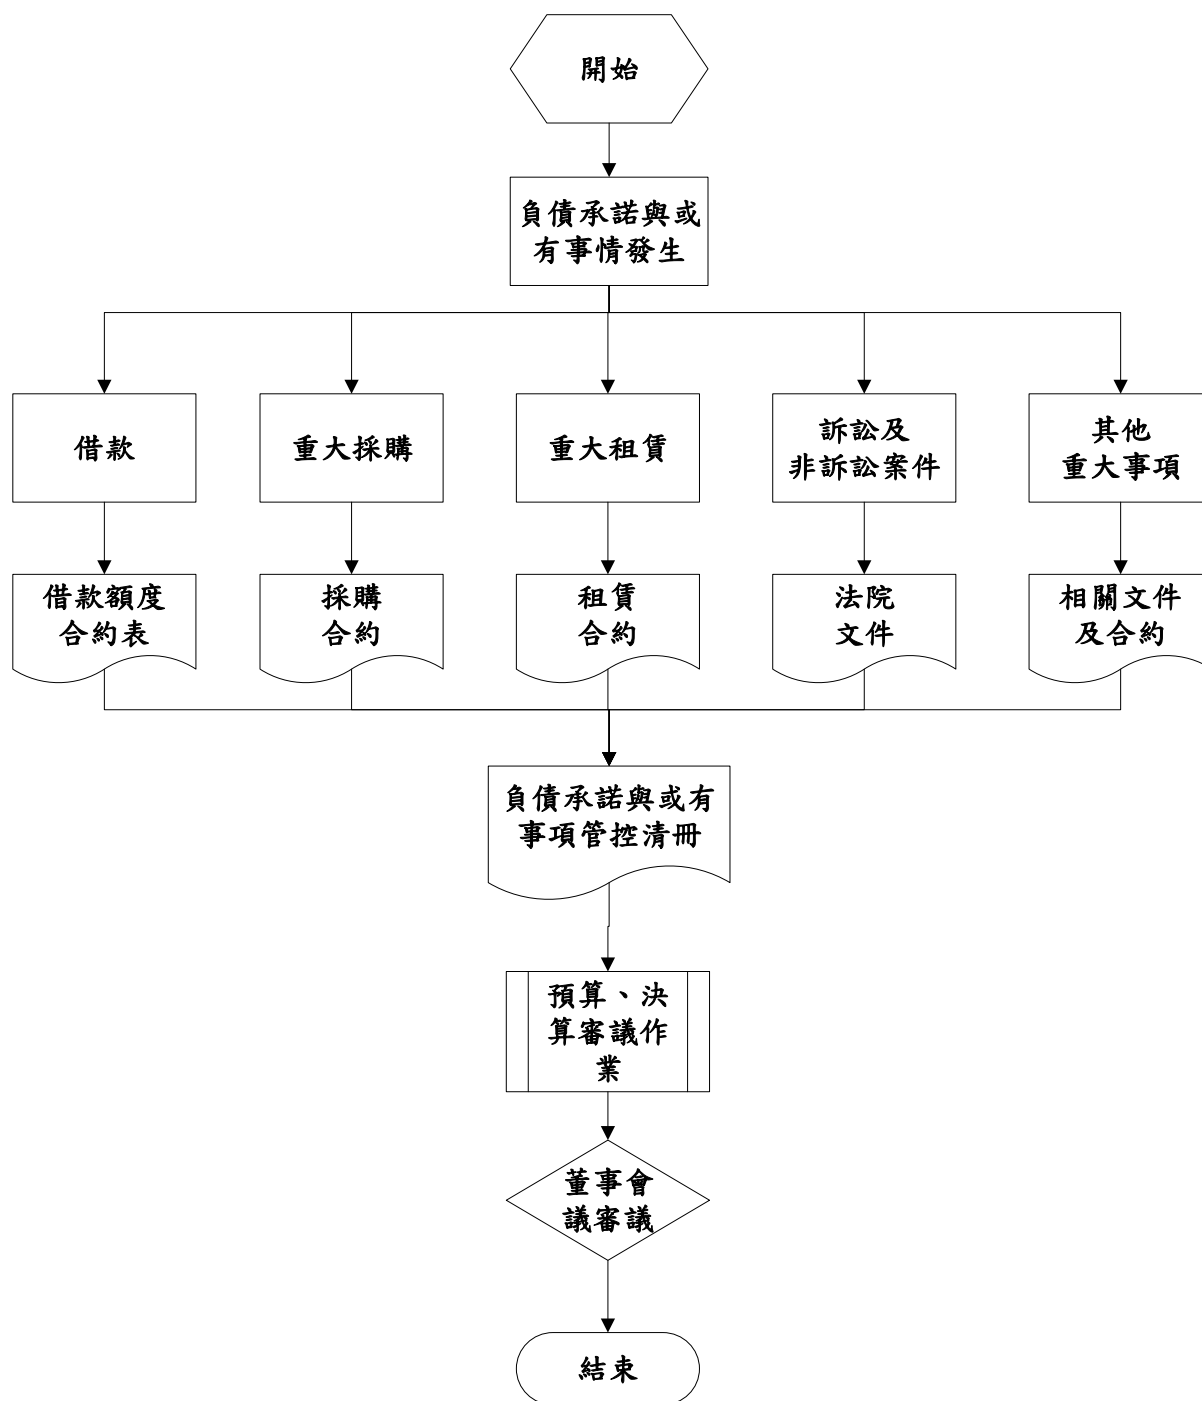 開始
負債承諾與或
有事情發生
借款
重大採購
重大租賃
訴訟及
非訴訟案件
其他
重大事項
借款額度
合約表
採購
合約
租賃
合約
法院
文件
相關文件
及合約
負債承諾與或有
事項管控清冊
預算、決
算審議作
業
董事會
議審議
結束